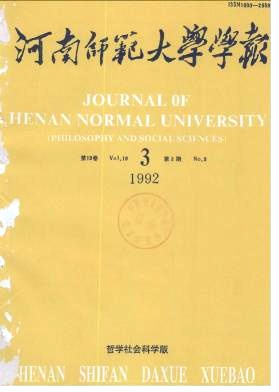 ISSN1000-2359
河南师范大学学报
JOURNAL OF
HENAN NORMAL UNIVERSITY
(PHILOSOPHY AND SOCIAL SCIENCES)
第19卷 Vol,19 3 第3期 No,3
1992
哲学社会科学版
HENAN SHIFAN DAXUE XUEBAO